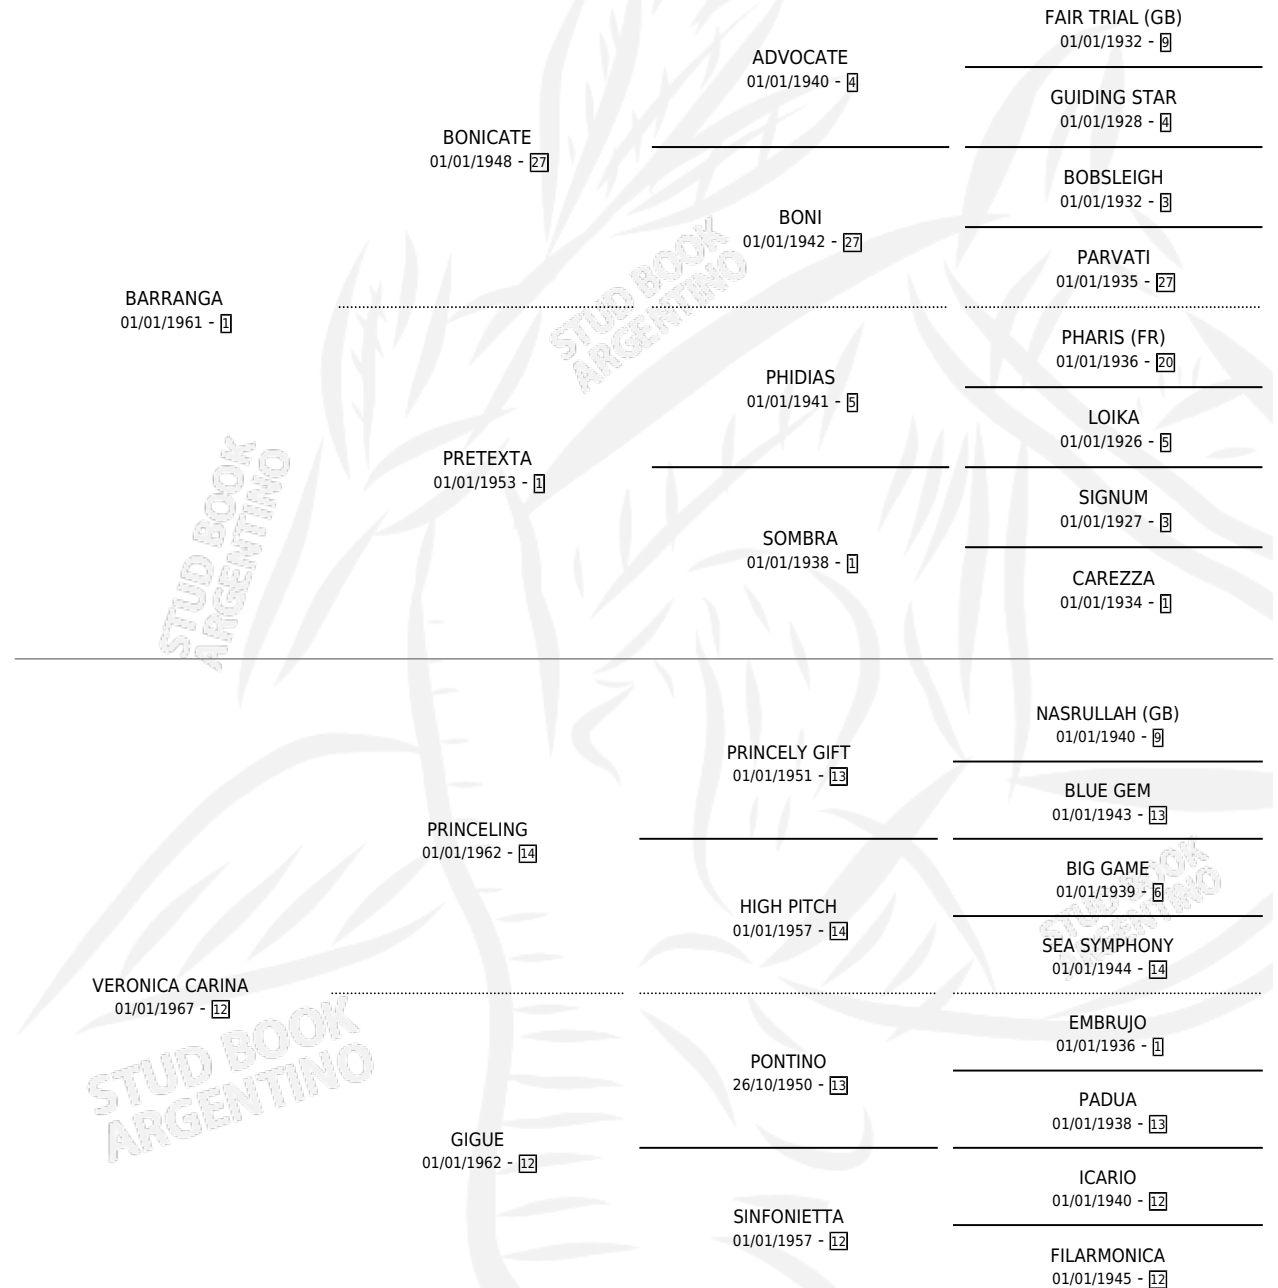 FAIR TRIAL (GB)
01/01/1932 - 9
ADVOCATE
01/01/1940 - 4
GUIDING STAR
01/01/1928 - 4
BONICATE
01/01/1948 - 27
BOBSLEIGH
01/01/1932 - 3
BONI
01/01/1942 - 27
PARVATI
01/01/1935 - 27
BARRANGA
01/01/1961 - 1
PHARIS (FR)
01/01/1936 - 20
PHIDIAS
01/01/1941 - 5
LOIKA
01/01/1926 - 5
PRETEXTA
01/01/1953 - 1
SIGNUM
01/01/1927 - 3
SOMBRA
01/01/1938 - 1
CAREZZA
01/01/1934 - 1
NASRULLAH (GB)
01/01/1940 - 9
PRINCELY GIFT
01/01/1951 - 13
BLUE GEM
01/01/1943 - 13
PRINCELING
01/01/1962 - 14
BIG GAME
01/01/1939 - 6
HIGH PITCH
01/01/1957 - 14
SEA SYMPHONY
01/01/1944 - 14
VERONICA CARINA
01/01/1967 - 12
EMBRUJO
01/01/1936 - 1
PONTINO
26/10/1950 - 13
PADUA
01/01/1938 - 13
GIGUE
01/01/1962 - 12
ICARIO
01/01/1940 - 12
SINFONIETTA
01/01/1957 - 12
FILARMONICA
01/01/1945 - 12
STUD BOOK
ARGENTINO
STUD BOOK
ARGENTINO
STUD BOOK
ARGENTINO
STUD BOOK
ARGENTINO